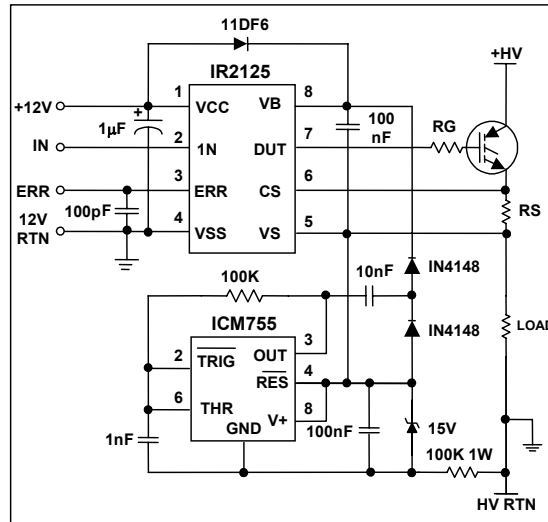 11DF6
+HV
IR2125
+12V
1
VCC
VB
8
+
1µF
100
nF
RG
IN
2
1N
DUT
7
ERR
3
ERR
CS
6
100pF
RS
12V
RTN
4
VSS
VS
5
100K
10nF
IN4148
ICM755
IN4148
LOAD
3
OUT
2
TRIG
4
RES
6
THR
8
V+
GND
1nF
100nF
15V
100K 1W
HV RTN